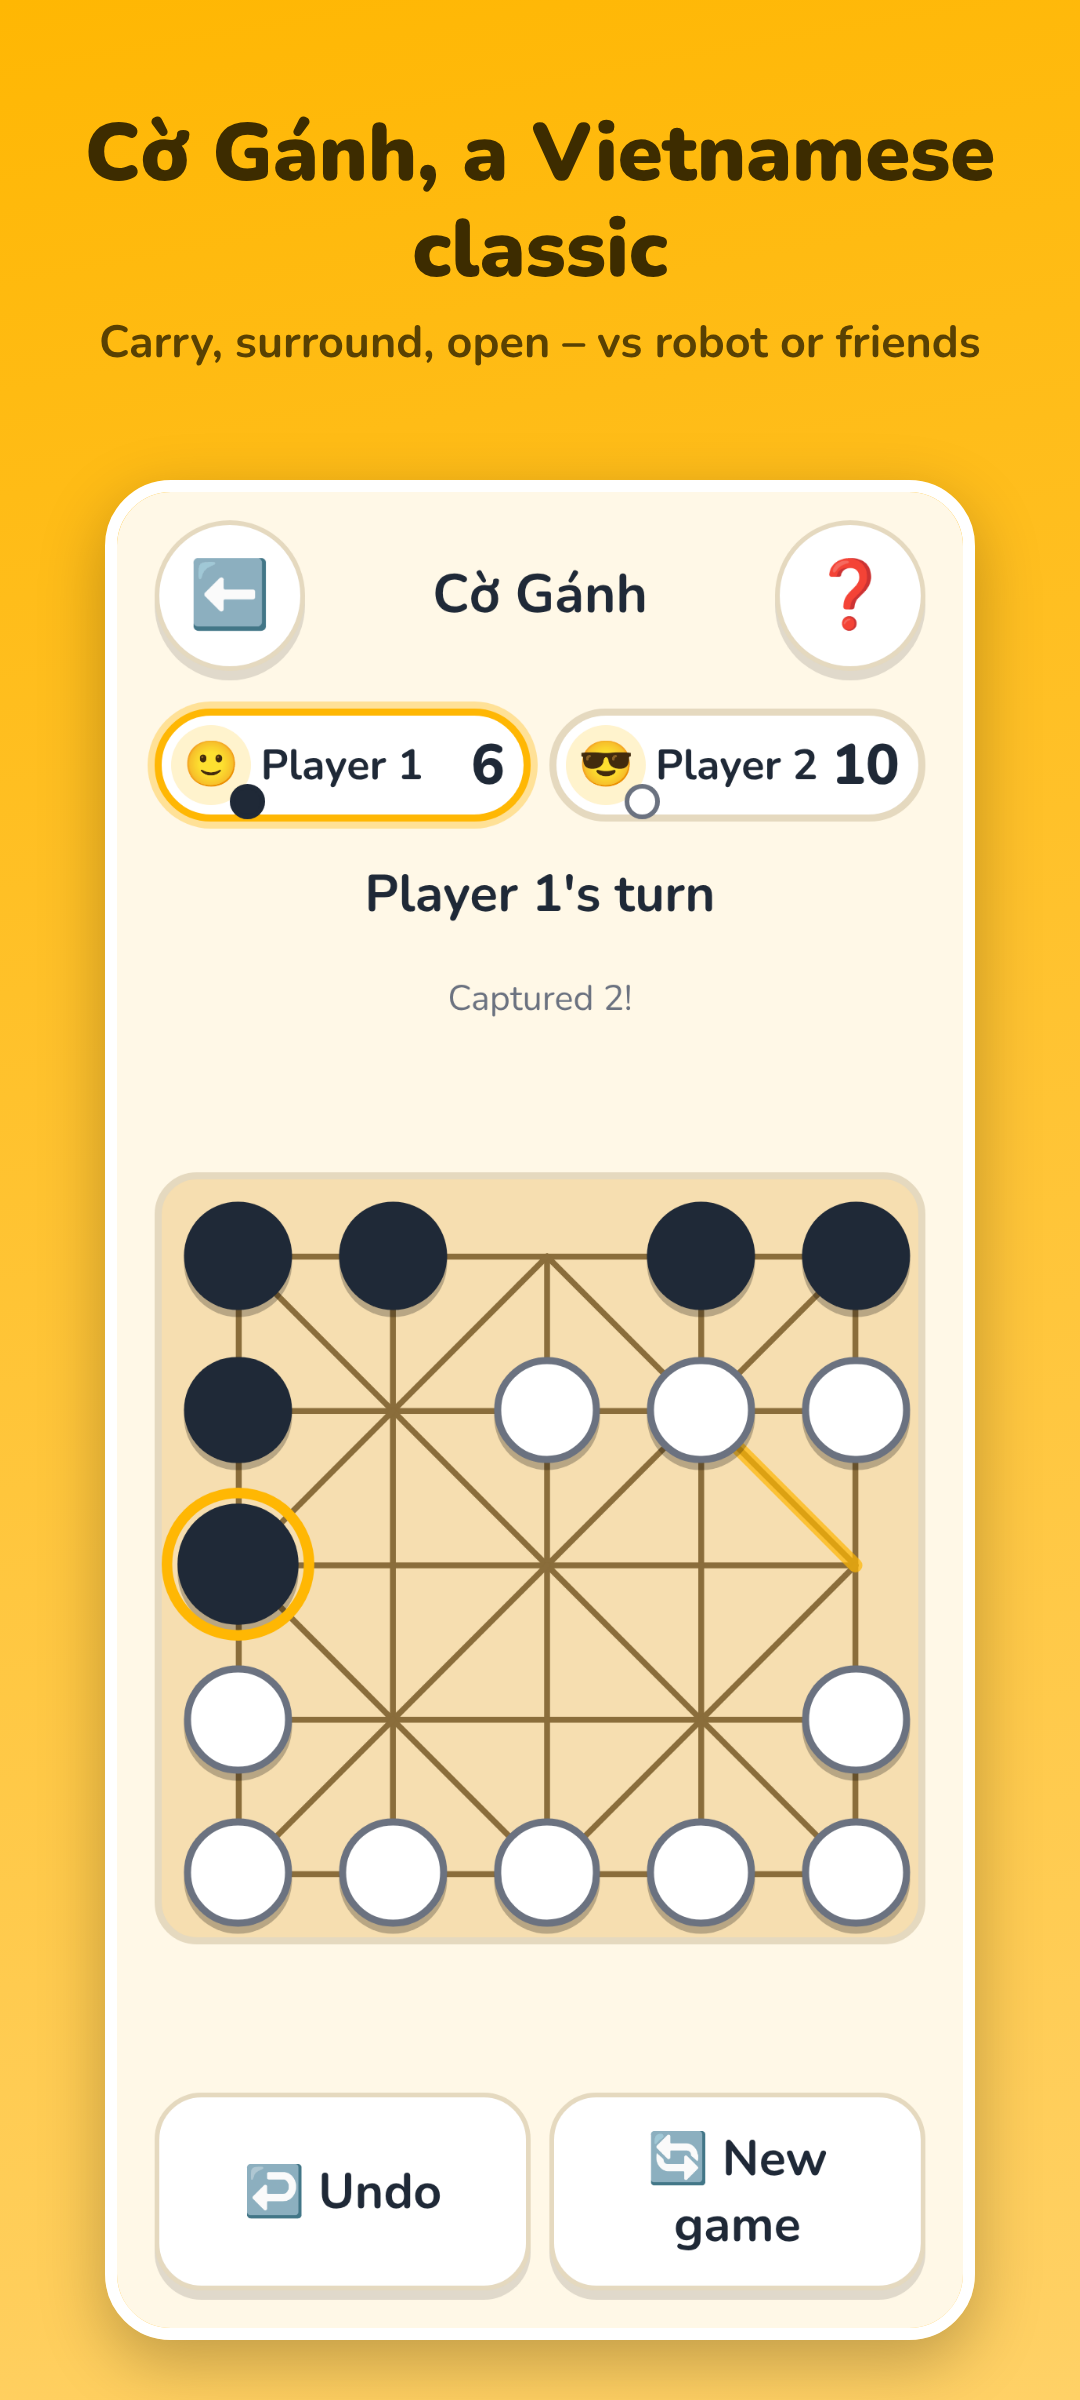 Cờ Gánh, a Vietnamese
classic
Carry, surround, open – vs robot or friends
Cờ Gánh
Player 1 6
Player 2 10
Player 1's turn
Captured 2!
Undo
New
game